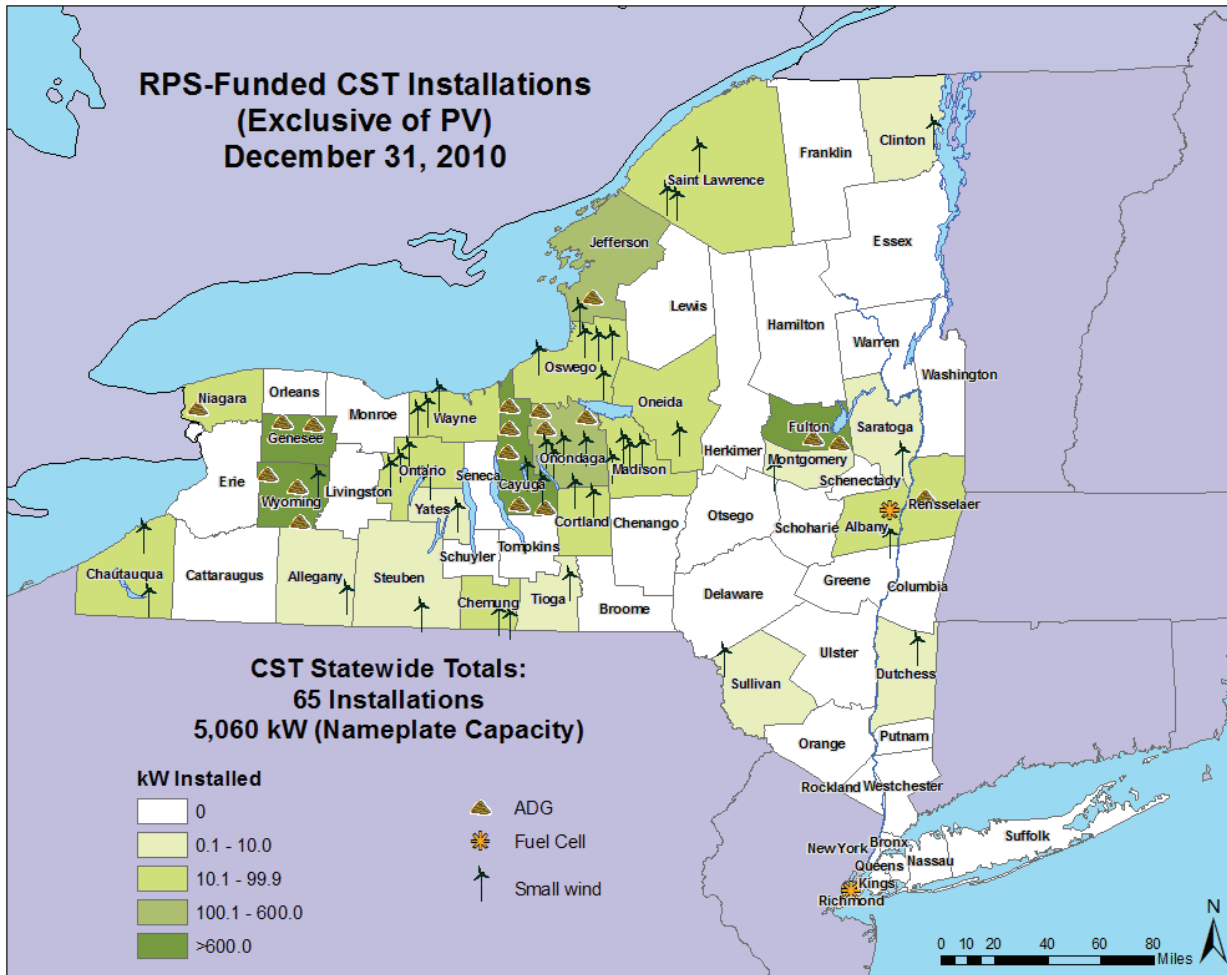 RPS-Funded CST Installations
(Exclusive of PV)
December 31, 2010
Clinton
Franklin
Saint Lawrence
Essex
Jefferson
Lewis
Hamilton
Warren
Washington
Oswego
Oneida
Herkimer
Fulton
Saratoga
Montgomery
Schenectady
Niagara
Orleans
Monroe
Wayne
Genesee
Onondaga
Madison
Ontario
Seneca
Cayuga
Erie
Wyoming
Livingston
Yates
Cortland
Chenango
Otsego
Schoharie
Albany
Rensselaer
Schuyler
Tompkins
Chautauqua
Cattaraugus
Allegany
Steuben
Chemung
Tioga
Broome
Delaware
Greene
Columbia
Ulster
Sullivan
Dutchess
Orange
Putnam
Rockland
Westchester
Suffolk
New York
Bronx
Nassau
Queens
Kings
Richmond
CST Statewide Totals:
65 Installations
5,060 kW (Nameplate Capacity)
kW Installed
0
0.1 - 10.0
10.1 - 99.9
100.1 - 600.0
>600.0
ADG
Fuel Cell
Small wind
N
0 10 20 40 60 80
Miles